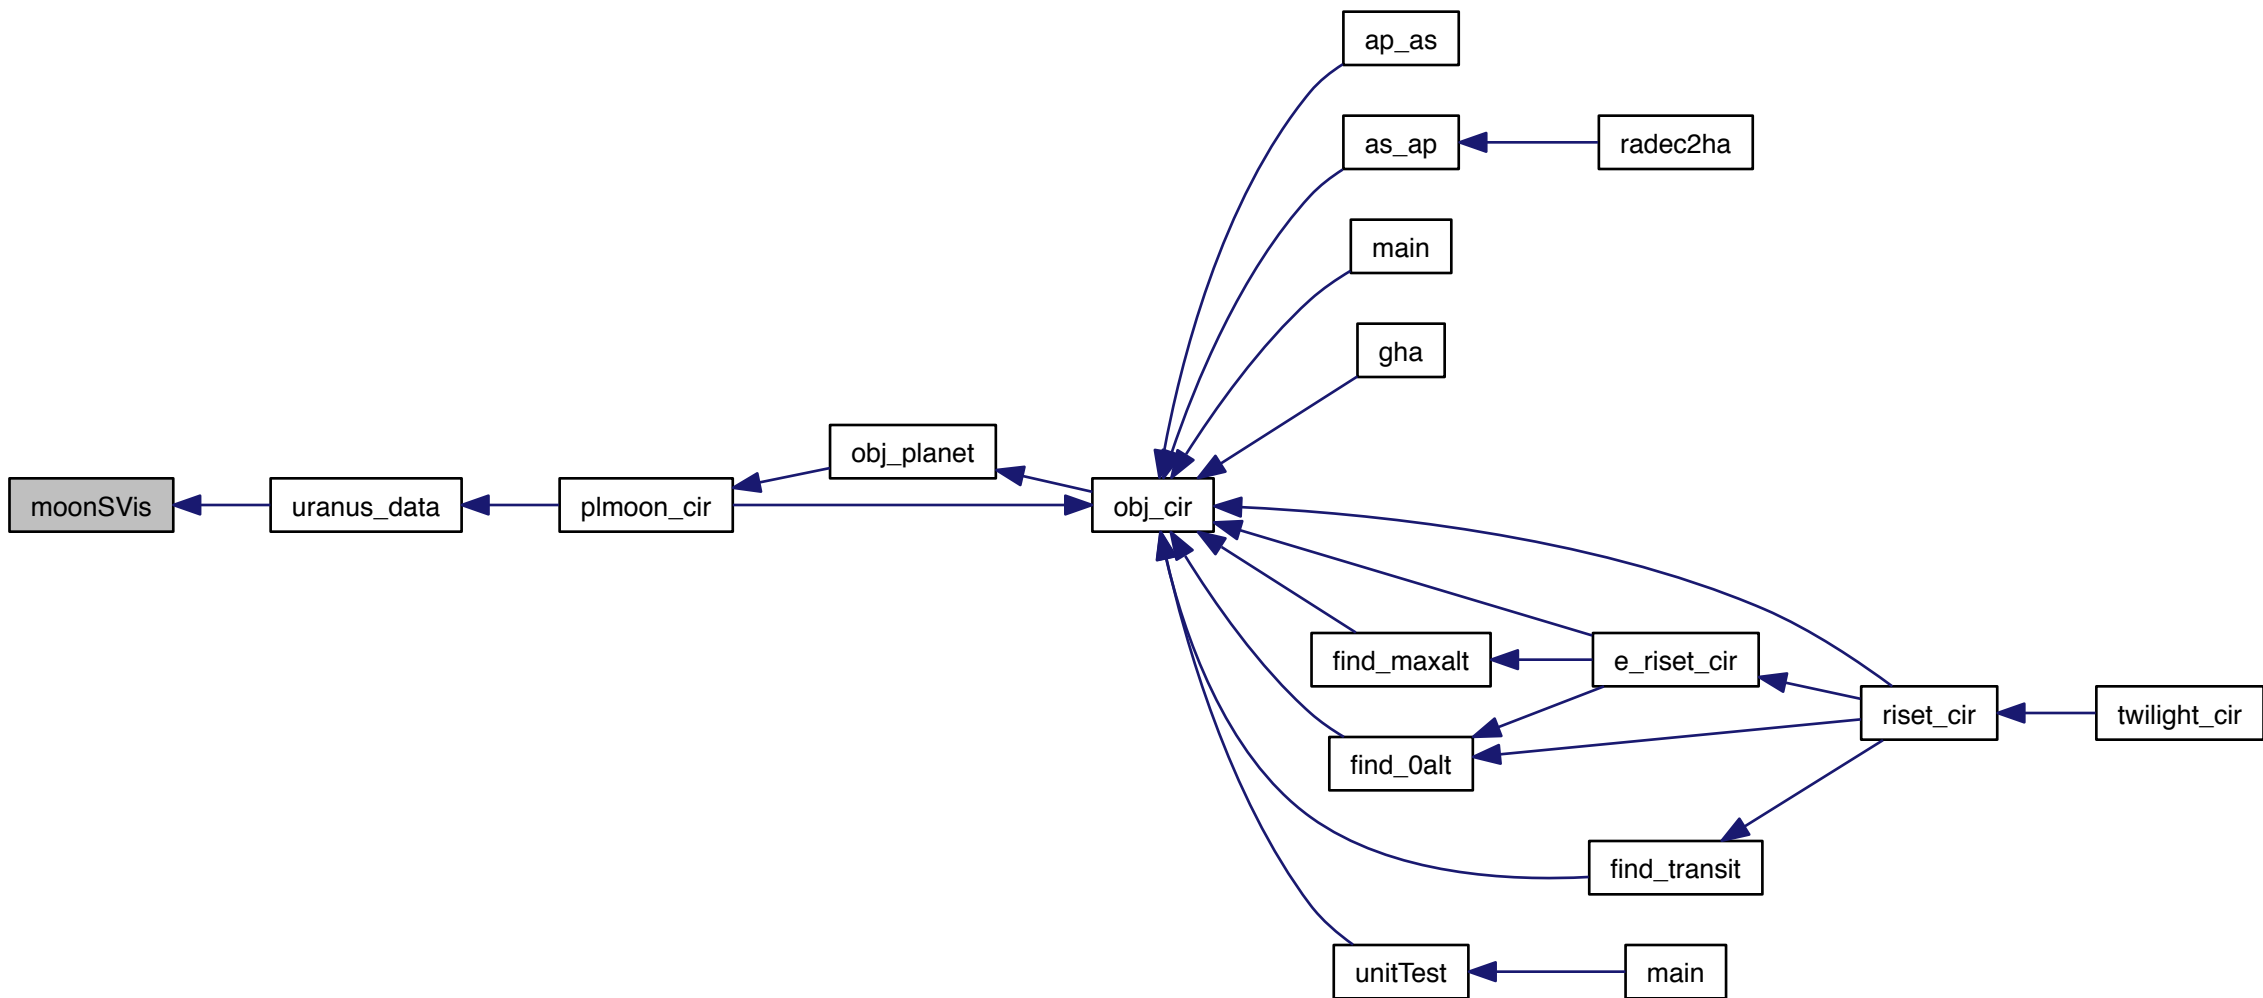 ap_as
as_ap
radec2ha
main
gha
obj_planet
moonSVis
uranus_data
plmoon_cir
obj_cir
find_maxalt
e_riset_cir
riset_cir
twilight_cir
find_0alt
find_transit
unitTest
main